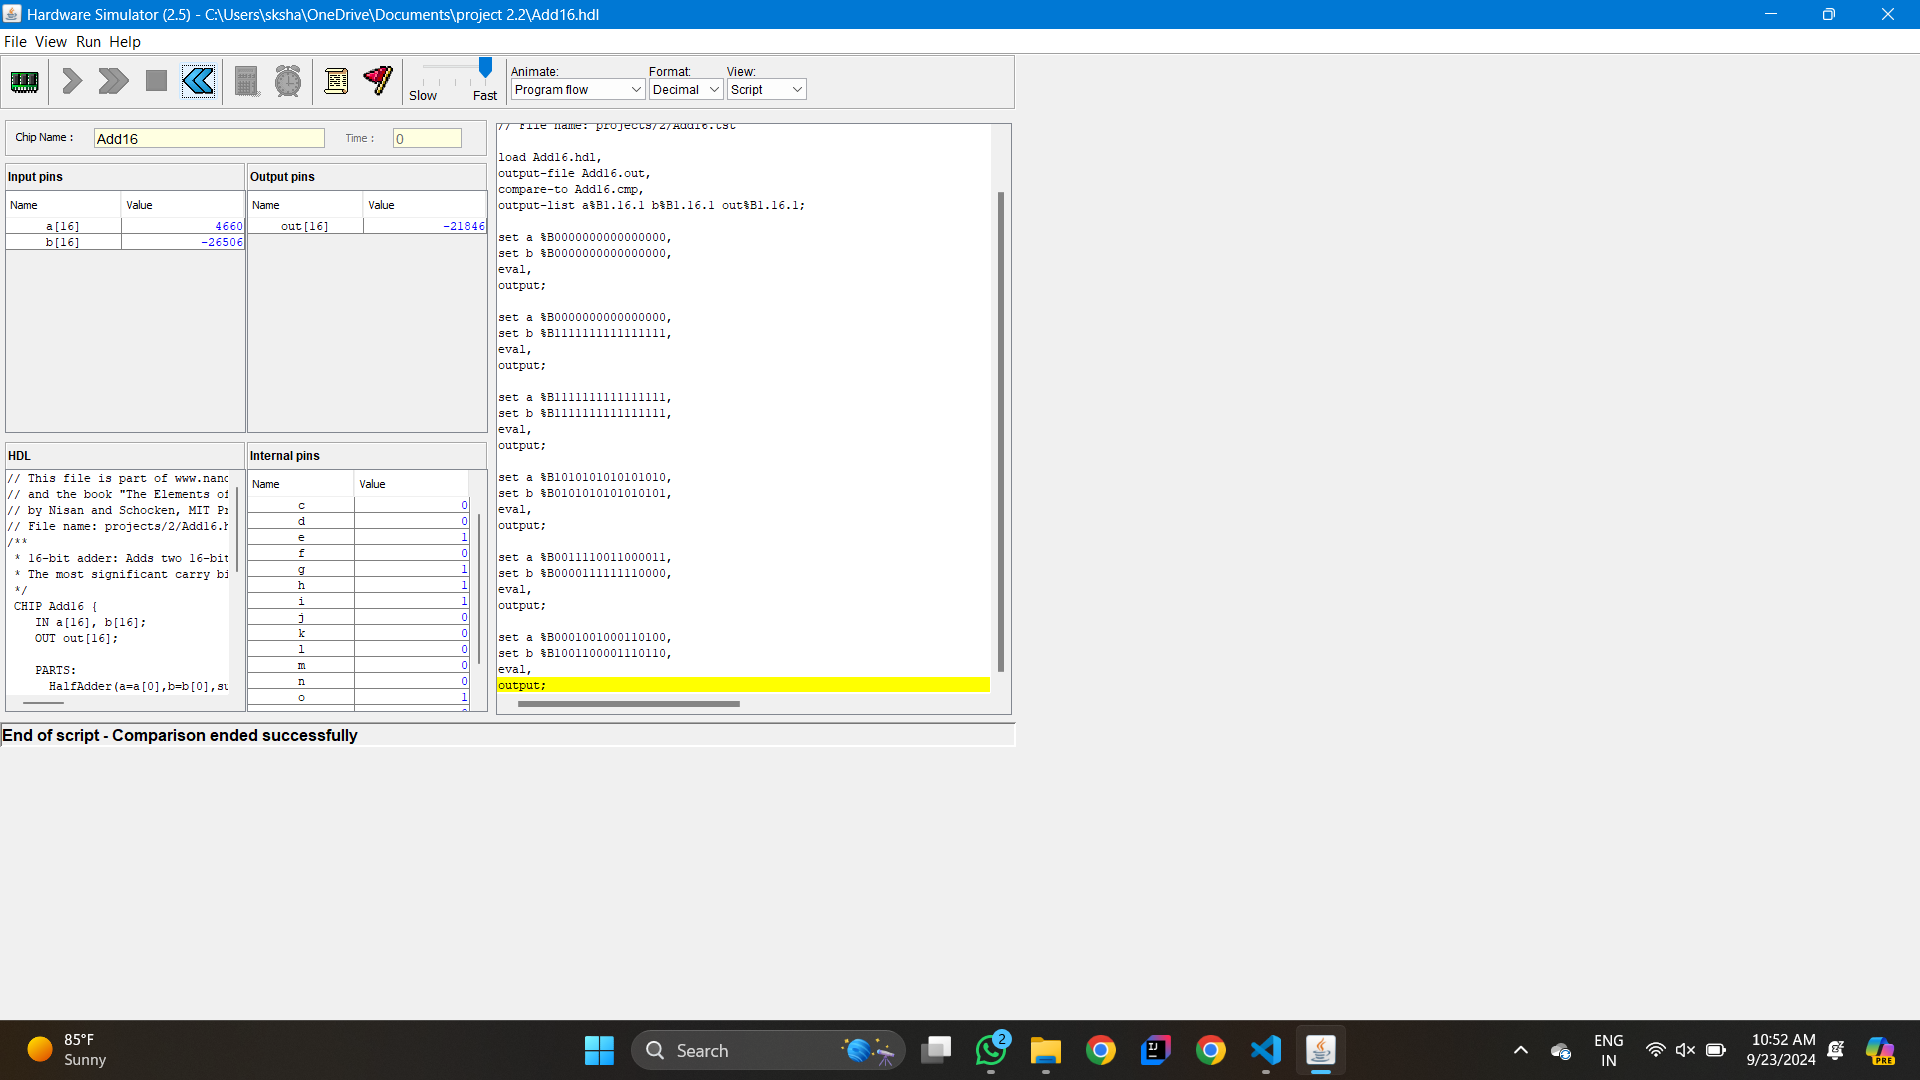 Hardware Simulator (2.5) - C:\Users\sksha\OneDrive\Documents\project 2.2\Add16.hdl
File View Run Help
Slow Fast
Animate: Format: View:
Program flow Decimal Script
Chip Name : Add16 Time : 0
Input pins
Name Value
a[16] 4660
b[16] -26506
Output pins
Name Value
out[16] -21846
HDL
// This file is part of www.nanc
// and the book "The Elements of
// by Nisan and Schocken, MIT Pr
// File name: projects/2/Add16.h
/**
* 16-bit adder: Adds two 16-bit
* The most significant carry bi
*/
CHIP Add16 {
IN a[16], b[16];
OUT out[16];
PARTS:
HalfAdder(a=a[0],b=b[0],su
Internal pins
Name Value
c 0
d 0
e 1
f 0
g 1
h 1
i 1
j 0
k 0
l 0
m 0
n 0
o 1
// File name: projects/2/Add16.tst
load Add16.hdl,
output-file Add16.out,
compare-to Add16.cmp,
output-list a%B1.16.1 b%B1.16.1 out%B1.16.1;
set a %B0000000000000000,
set b %B0000000000000000,
eval,
output;
set a %B0000000000000000,
set b %B1111111111111111,
eval,
output;
set a %B1111111111111111,
set b %B1111111111111111,
eval,
output;
set a %B1010101010101010,
set b %B0101010101010101,
eval,
output;
set a %B0011110011000011,
set b %B0000111111110000,
eval,
output;
set a %B0001001000110100,
set b %B1001100001110110,
eval,
output;
End of script - Comparison ended successfully
85°F
Sunny
Search
2
IJ
ENG
IN
10:52 AM
9/23/2024
PRE